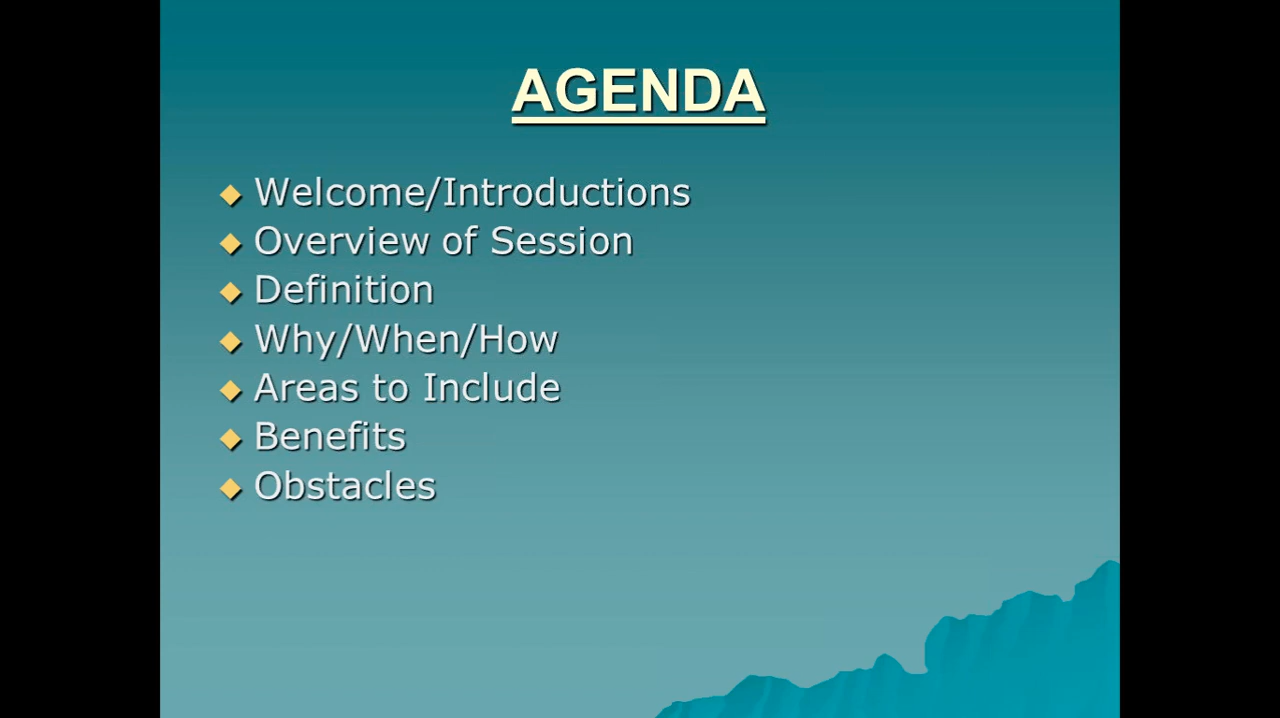 AGENDA
Welcome/Introductions
Overview of Session
Definition
Why/When/How
Areas to Include
Benefits
Obstacles